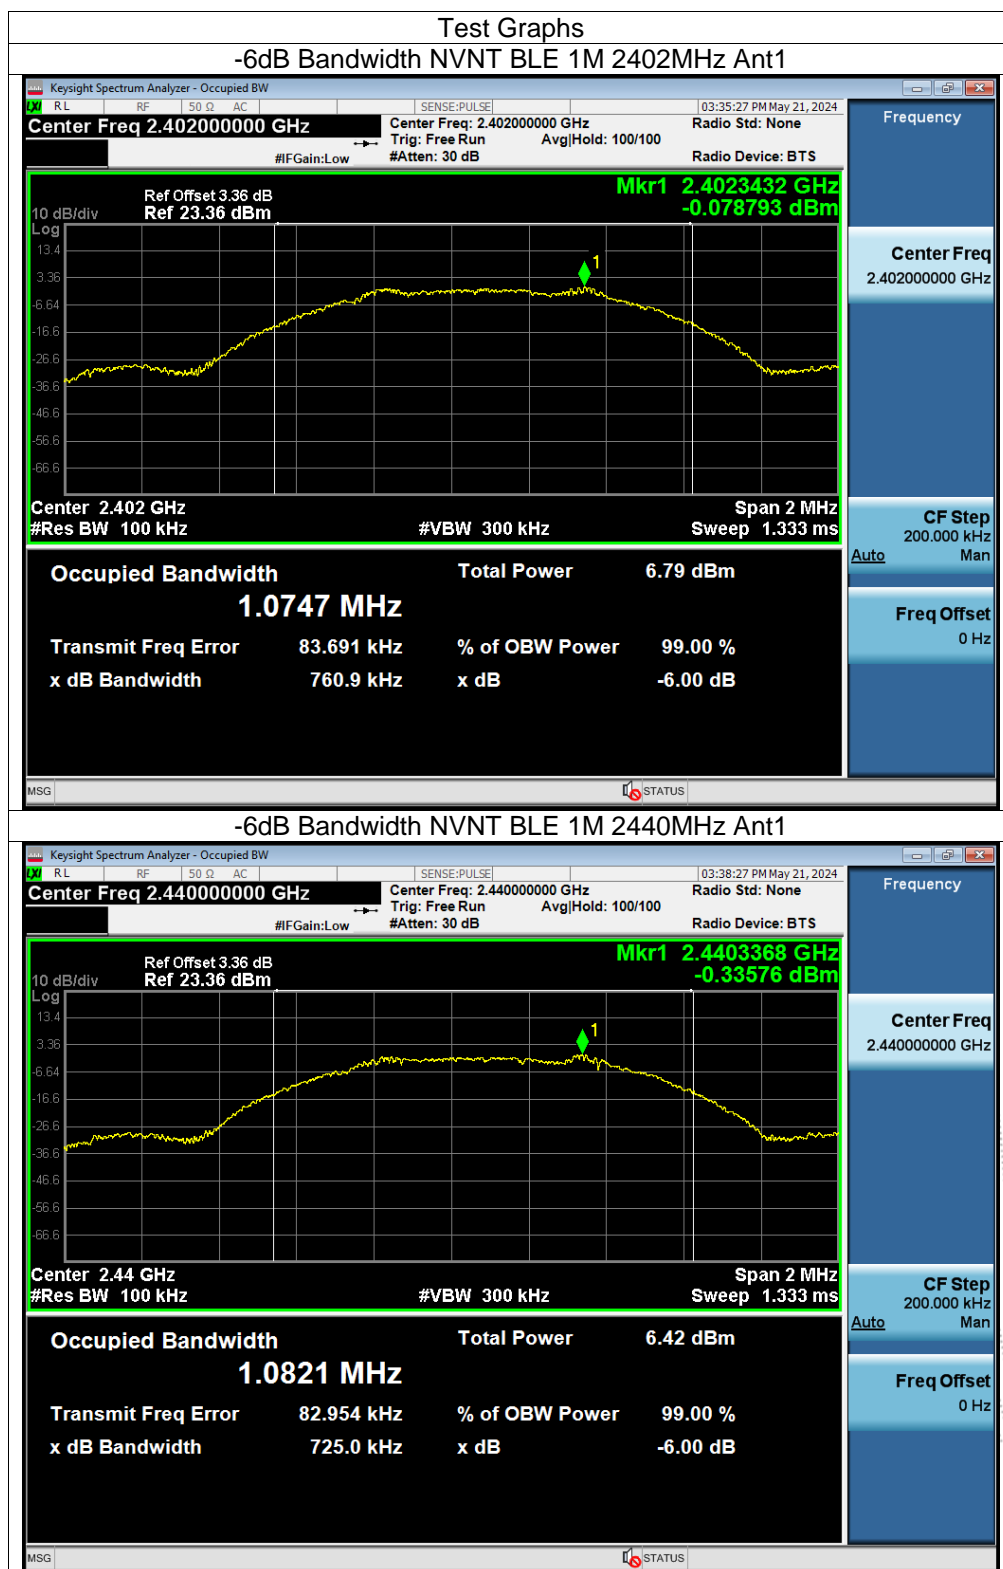 Test Graphs
-6dB Bandwidth NVNT BLE 1M 2402MHz Ant1
Keysight Spectrum Analyzer - Occupied BW
LXI RL RF 50 Ω AC SENSE:PULSE 03:35:27 PM May 21, 2024
Center Freq 2.402000000 GHz Center Freq: 2.402000000 GHz Radio Std: None
Trig: Free Run Avg|Hold: 100/100
#IFGain:Low #Atten: 30 dB Radio Device: BTS
Frequency
Ref Offset 3.36 dB Mkr1 2.4023432 GHz
10 dB/div Ref 23.36 dBm -0.078793 dBm
Log
13.4
1
3.36
-6.64
-16.6
-26.6
-36.6
-46.6
-56.6
-66.6
Center Freq
2.402000000 GHz
Center 2.402 GHz Span 2 MHz
#Res BW 100 kHz #VBW 300 kHz Sweep 1.333 ms
CF Step
200.000 kHz
Auto Man
Occupied Bandwidth Total Power 6.79 dBm
1.0747 MHz
Transmit Freq Error 83.691 kHz % of OBW Power 99.00 %
x dB Bandwidth 760.9 kHz x dB -6.00 dB
Freq Offset
0 Hz
MSG STATUS
-6dB Bandwidth NVNT BLE 1M 2440MHz Ant1
Keysight Spectrum Analyzer - Occupied BW
LXI RL RF 50 Ω AC SENSE:PULSE 03:38:27 PM May 21, 2024
Center Freq 2.440000000 GHz Center Freq: 2.440000000 GHz Radio Std: None
Trig: Free Run Avg|Hold: 100/100
#IFGain:Low #Atten: 30 dB Radio Device: BTS
Frequency
Ref Offset 3.36 dB Mkr1 2.4403368 GHz
10 dB/div Ref 23.36 dBm -0.33576 dBm
Log
13.4
1
3.36
-6.64
-16.6
-26.6
-36.6
-46.6
-56.6
-66.6
Center Freq
2.440000000 GHz
Center 2.44 GHz Span 2 MHz
#Res BW 100 kHz #VBW 300 kHz Sweep 1.333 ms
CF Step
200.000 kHz
Auto Man
Occupied Bandwidth Total Power 6.42 dBm
1.0821 MHz
Transmit Freq Error 82.954 kHz % of OBW Power 99.00 %
x dB Bandwidth 725.0 kHz x dB -6.00 dB
Freq Offset
0 Hz
MSG STATUS